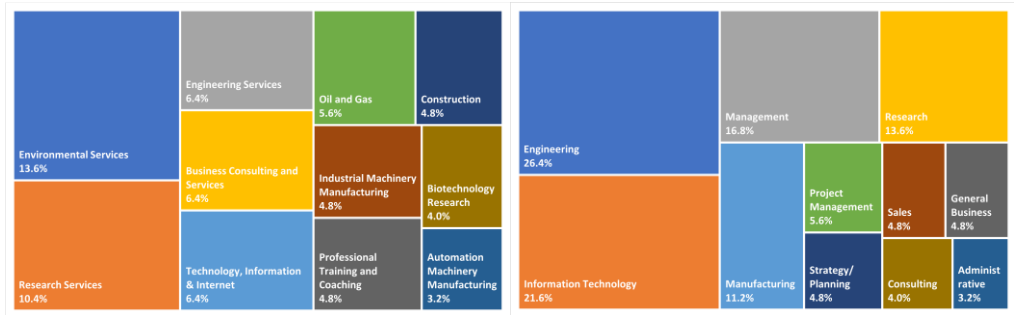 Environmental Services
13.6%
Research Services
10.4%
Engineering Services
6.4%
Business Consulting and
Services
6.4%
Technology, Information
& Internet
6.4%
Oil and Gas
5.6%
Construction
4.8%
Industrial Machinery
Manufacturing
4.8%
Biotechnology
Research
4.0%
Professional
Training and
Coaching
4.8%
Automation
Machinery
Manufacturing
3.2%
Engineering
26.4%
Information Technology
21.6%
Management
16.8%
Research
13.6%
Manufacturing
11.2%
Project
Management
5.6%
Strategy/
Planning
4.8%
Sales
4.8%
General
Business
4.8%
Consulting
4.0%
Administ
rative
3.2%